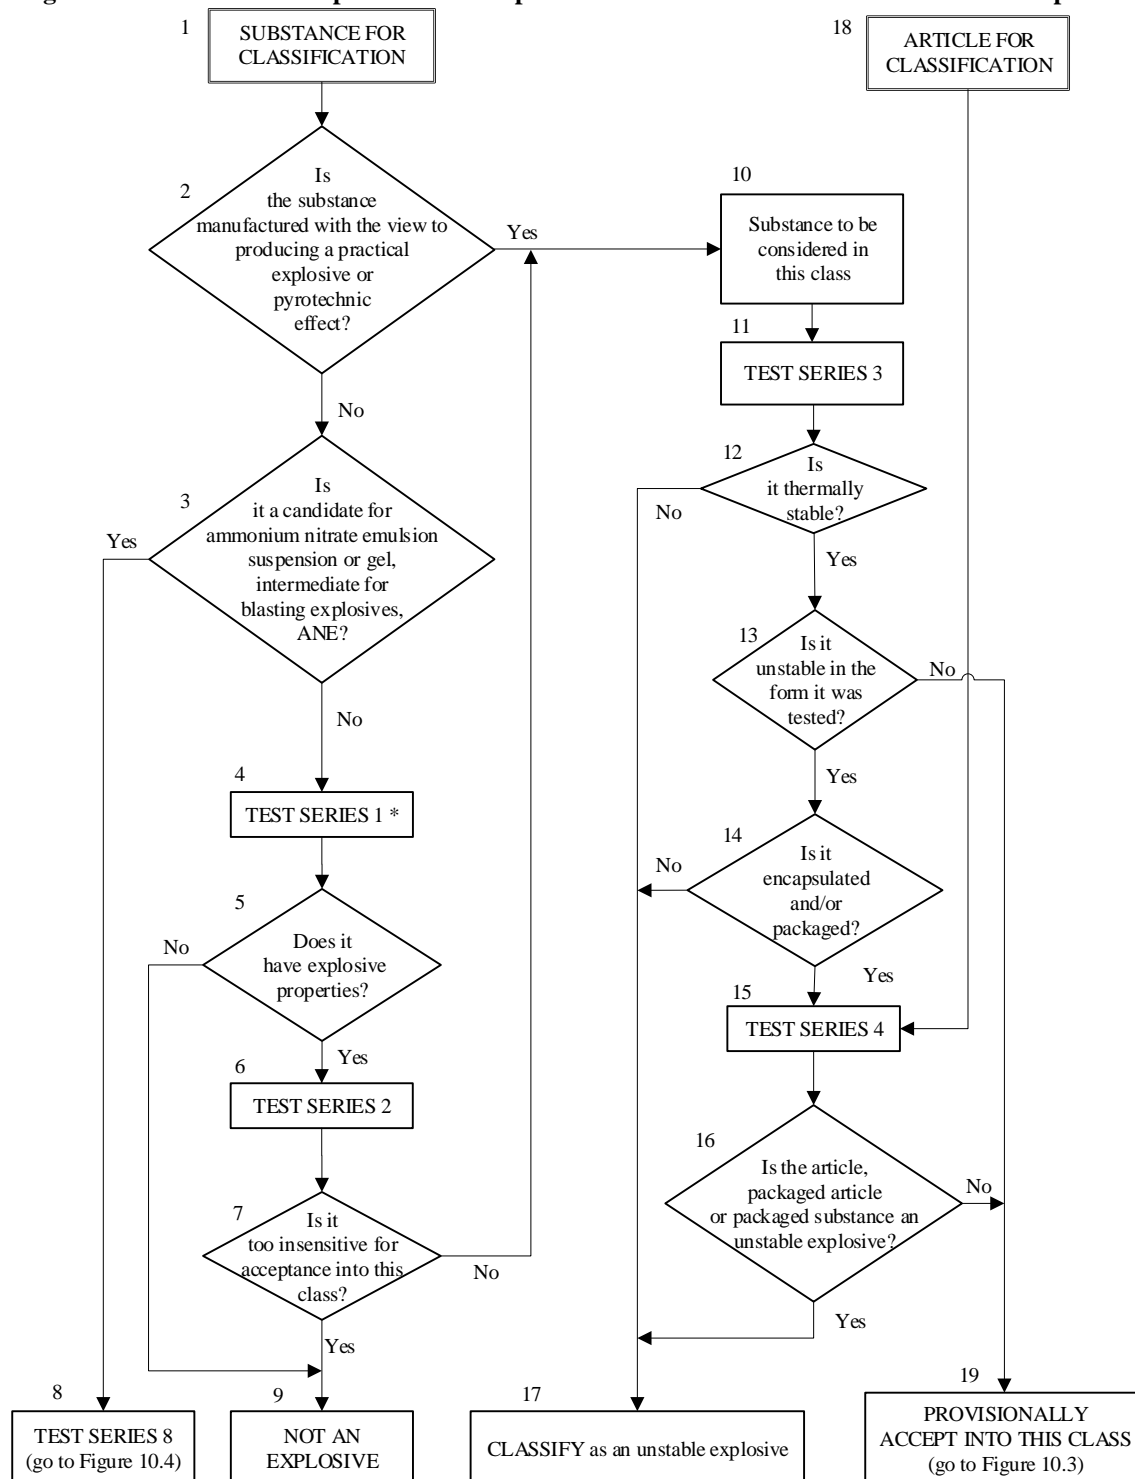 1
SUBSTANCE FOR
CLASSIFICATION
18
ARTICLE FOR
CLASSIFICATION
2
Is
the substance
manufactured with the view to
producing a practical
explosive or
pyrotechnic
effect?
Yes
No
10
Substance to be
considered in
this class
11
TEST SERIES 3
3
Is
it a candidate for
ammonium nitrate emulsion
suspension or gel,
intermediate for
blasting explosives,
ANE?
Yes
No
12
Is
it thermally
stable?
No
Yes
13
Is it
unstable in the
form it was
tested?
No
Yes
4
TEST SERIES 1 *
14
Is it
encapsulated
and/or
packaged?
No
Yes
5
Does it
have explosive
properties?
No
Yes
15
TEST SERIES 4
6
TEST SERIES 2
16
Is the article,
packaged article
or packaged substance an
unstable explosive?
No
Yes
7
Is it
too insensitive for
acceptance into this
class?
No
Yes
8
TEST SERIES 8
(go to Figure 10.4)
9
NOT AN
EXPLOSIVE
17
CLASSIFY as an unstable explosive
19
PROVISIONALLY
ACCEPT INTO THIS CLASS
(go to Figure 10.3)